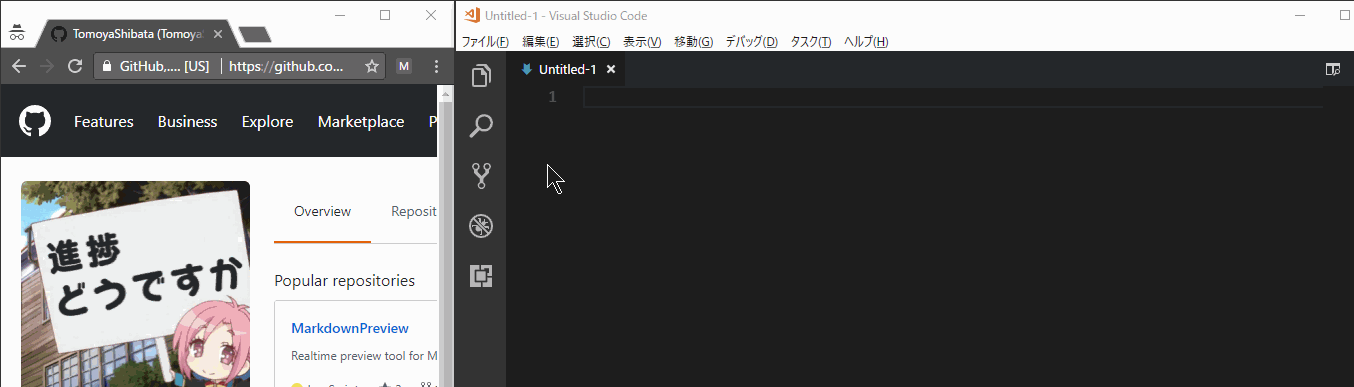 TomoyaShibata (Tomoya
GitHub,.... [US] https://github.co...
M
Features Business Explore Marketplace P
進捗
どうですか
Overview Reposit
Popular repositories
MarkdownPreview
Realtime preview tool for M
Untitled-1 - Visual Studio Code
ファイル(F) 編集(E) 選択(C) 表示(V) 移動(G) デバッグ(D) タスク(T) ヘルプ(H)
Untitled-1
1